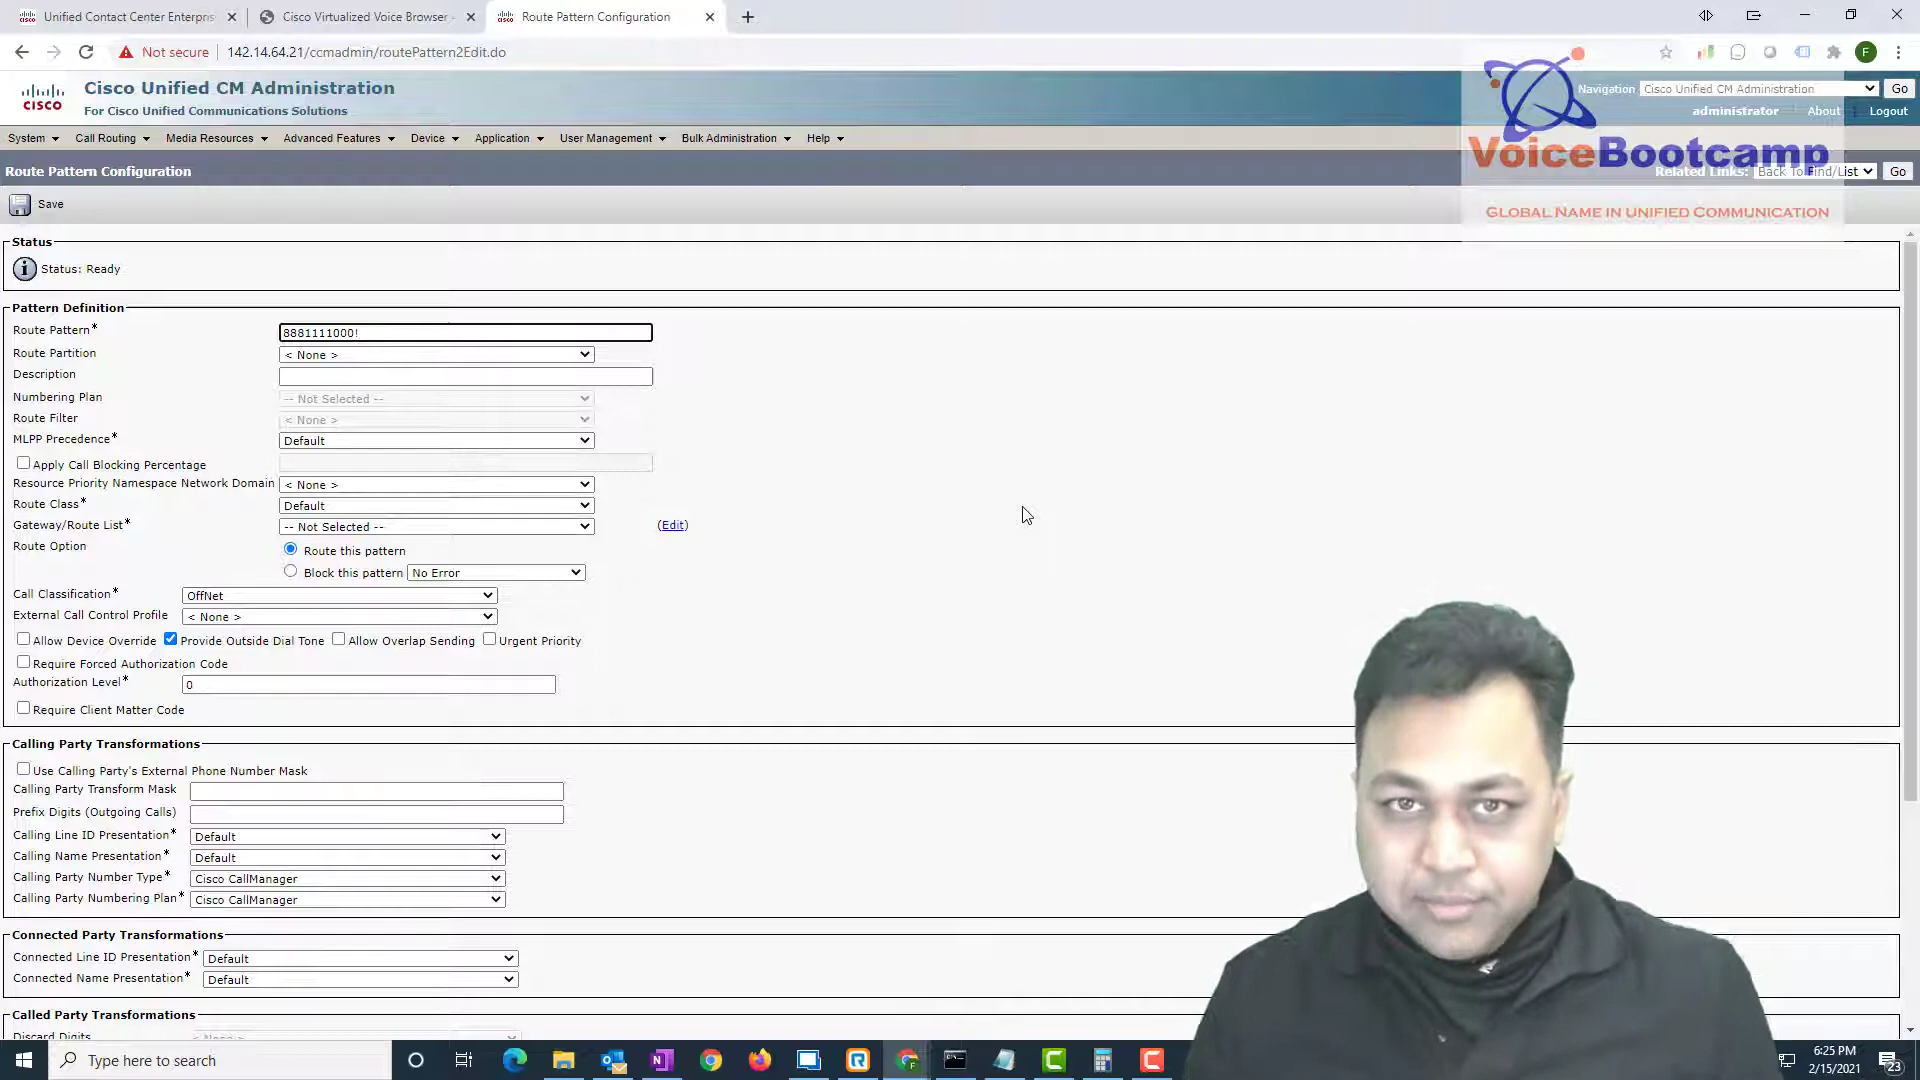 Unified Contact Center Enterpris
Cisco Virtualized Voice Browser -
Route Pattern Configuration
Not secure
142.14.64.21/ccmadmin/routePattern2Edit.do
F
CISCO
Cisco Unified CM Administration
For Cisco Unified Communications Solutions
Navigation Cisco Unified CM Administration Go
administrator About Logout
System Call Routing Media Resources Advanced Features Device Application User Management Bulk Administration Help
VoiceBootcamp
GLOBAL NAME IN UNIFIED COMMUNICATION
Route Pattern Configuration
Related Links: Back To Find/List Go
Save
Status
Status: Ready
Pattern Definition
Route Pattern* 8881111000!
Route Partition < None >
Description
Numbering Plan -- Not Selected --
Route Filter < None >
MLPP Precedence* Default
Apply Call Blocking Percentage
Resource Priority Namespace Network Domain < None >
Route Class* Default
Gateway/Route List* -- Not Selected -- (Edit)
Route Option Route this pattern
Block this pattern No Error
Call Classification* OffNet
External Call Control Profile < None >
Allow Device Override Provide Outside Dial Tone Allow Overlap Sending Urgent Priority
Require Forced Authorization Code
Authorization Level* 0
Require Client Matter Code
Calling Party Transformations
Use Calling Party's External Phone Number Mask
Calling Party Transform Mask
Prefix Digits (Outgoing Calls)
Calling Line ID Presentation* Default
Calling Name Presentation* Default
Calling Party Number Type* Cisco CallManager
Calling Party Numbering Plan* Cisco CallManager
Connected Party Transformations
Connected Line ID Presentation* Default
Connected Name Presentation* Default
Called Party Transformations
Discard Digits < None >
Type here to search
6:25 PM
2/15/2021
23